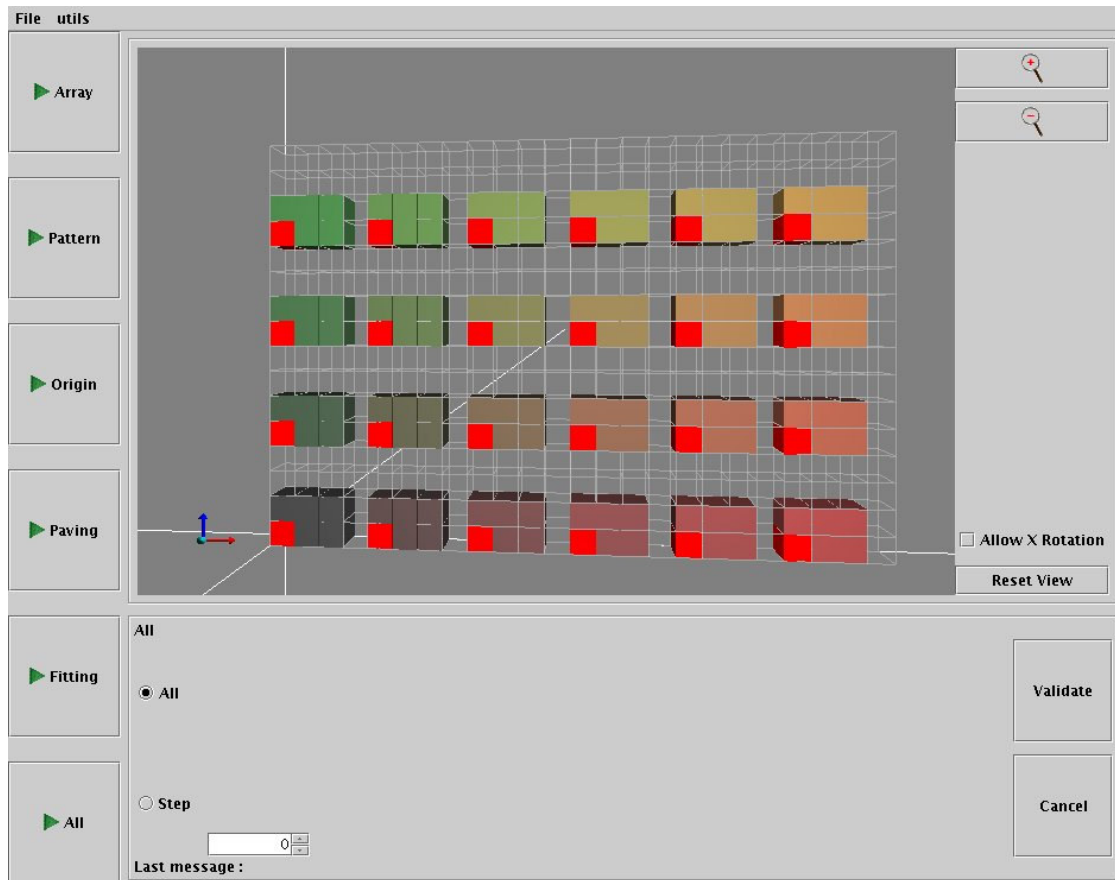 File utils
Array
Pattern
Origin
Paving
Allow X Rotation
Reset View
Fitting
All
All
All
Validate
Step
Cancel
0
Last message :